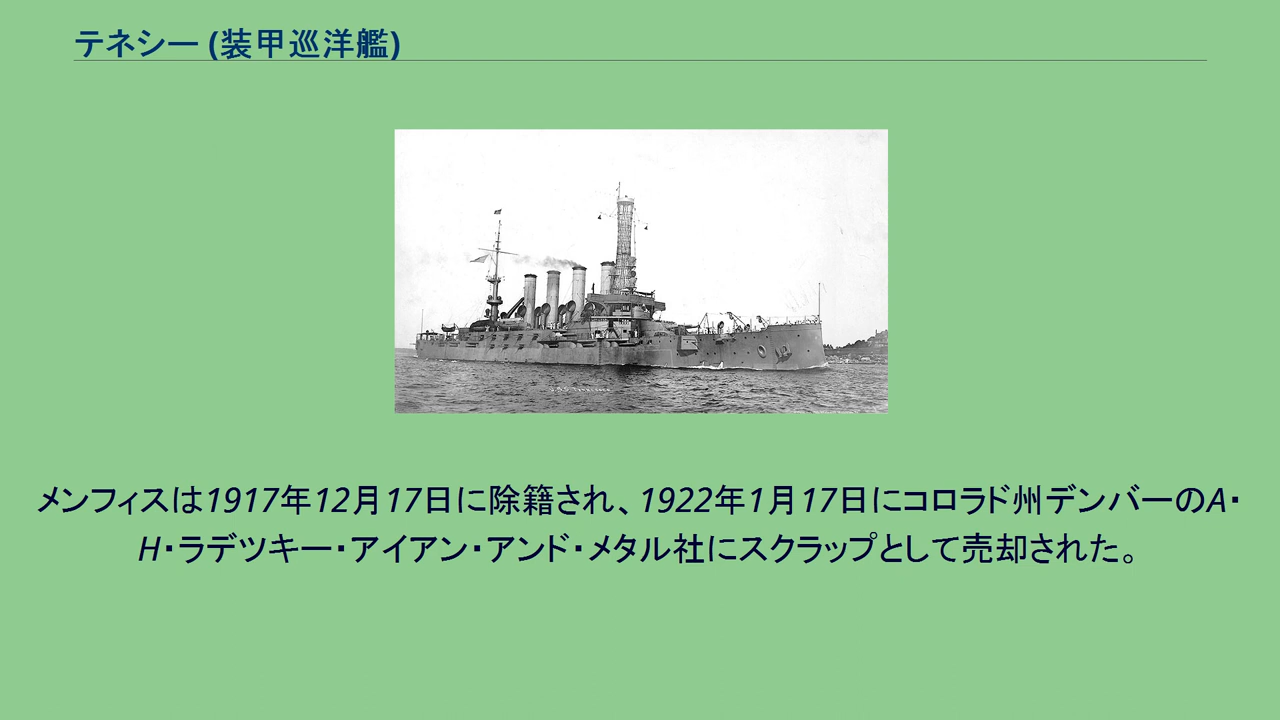 テネシー (装甲巡洋艦)
メンフィスは1917年12月17日に除籍され、1922年1月17日にコロラド州デンバーのA・
H・ラデツキー・アイアン・アンド・メタル社にスクラップとして売却された。